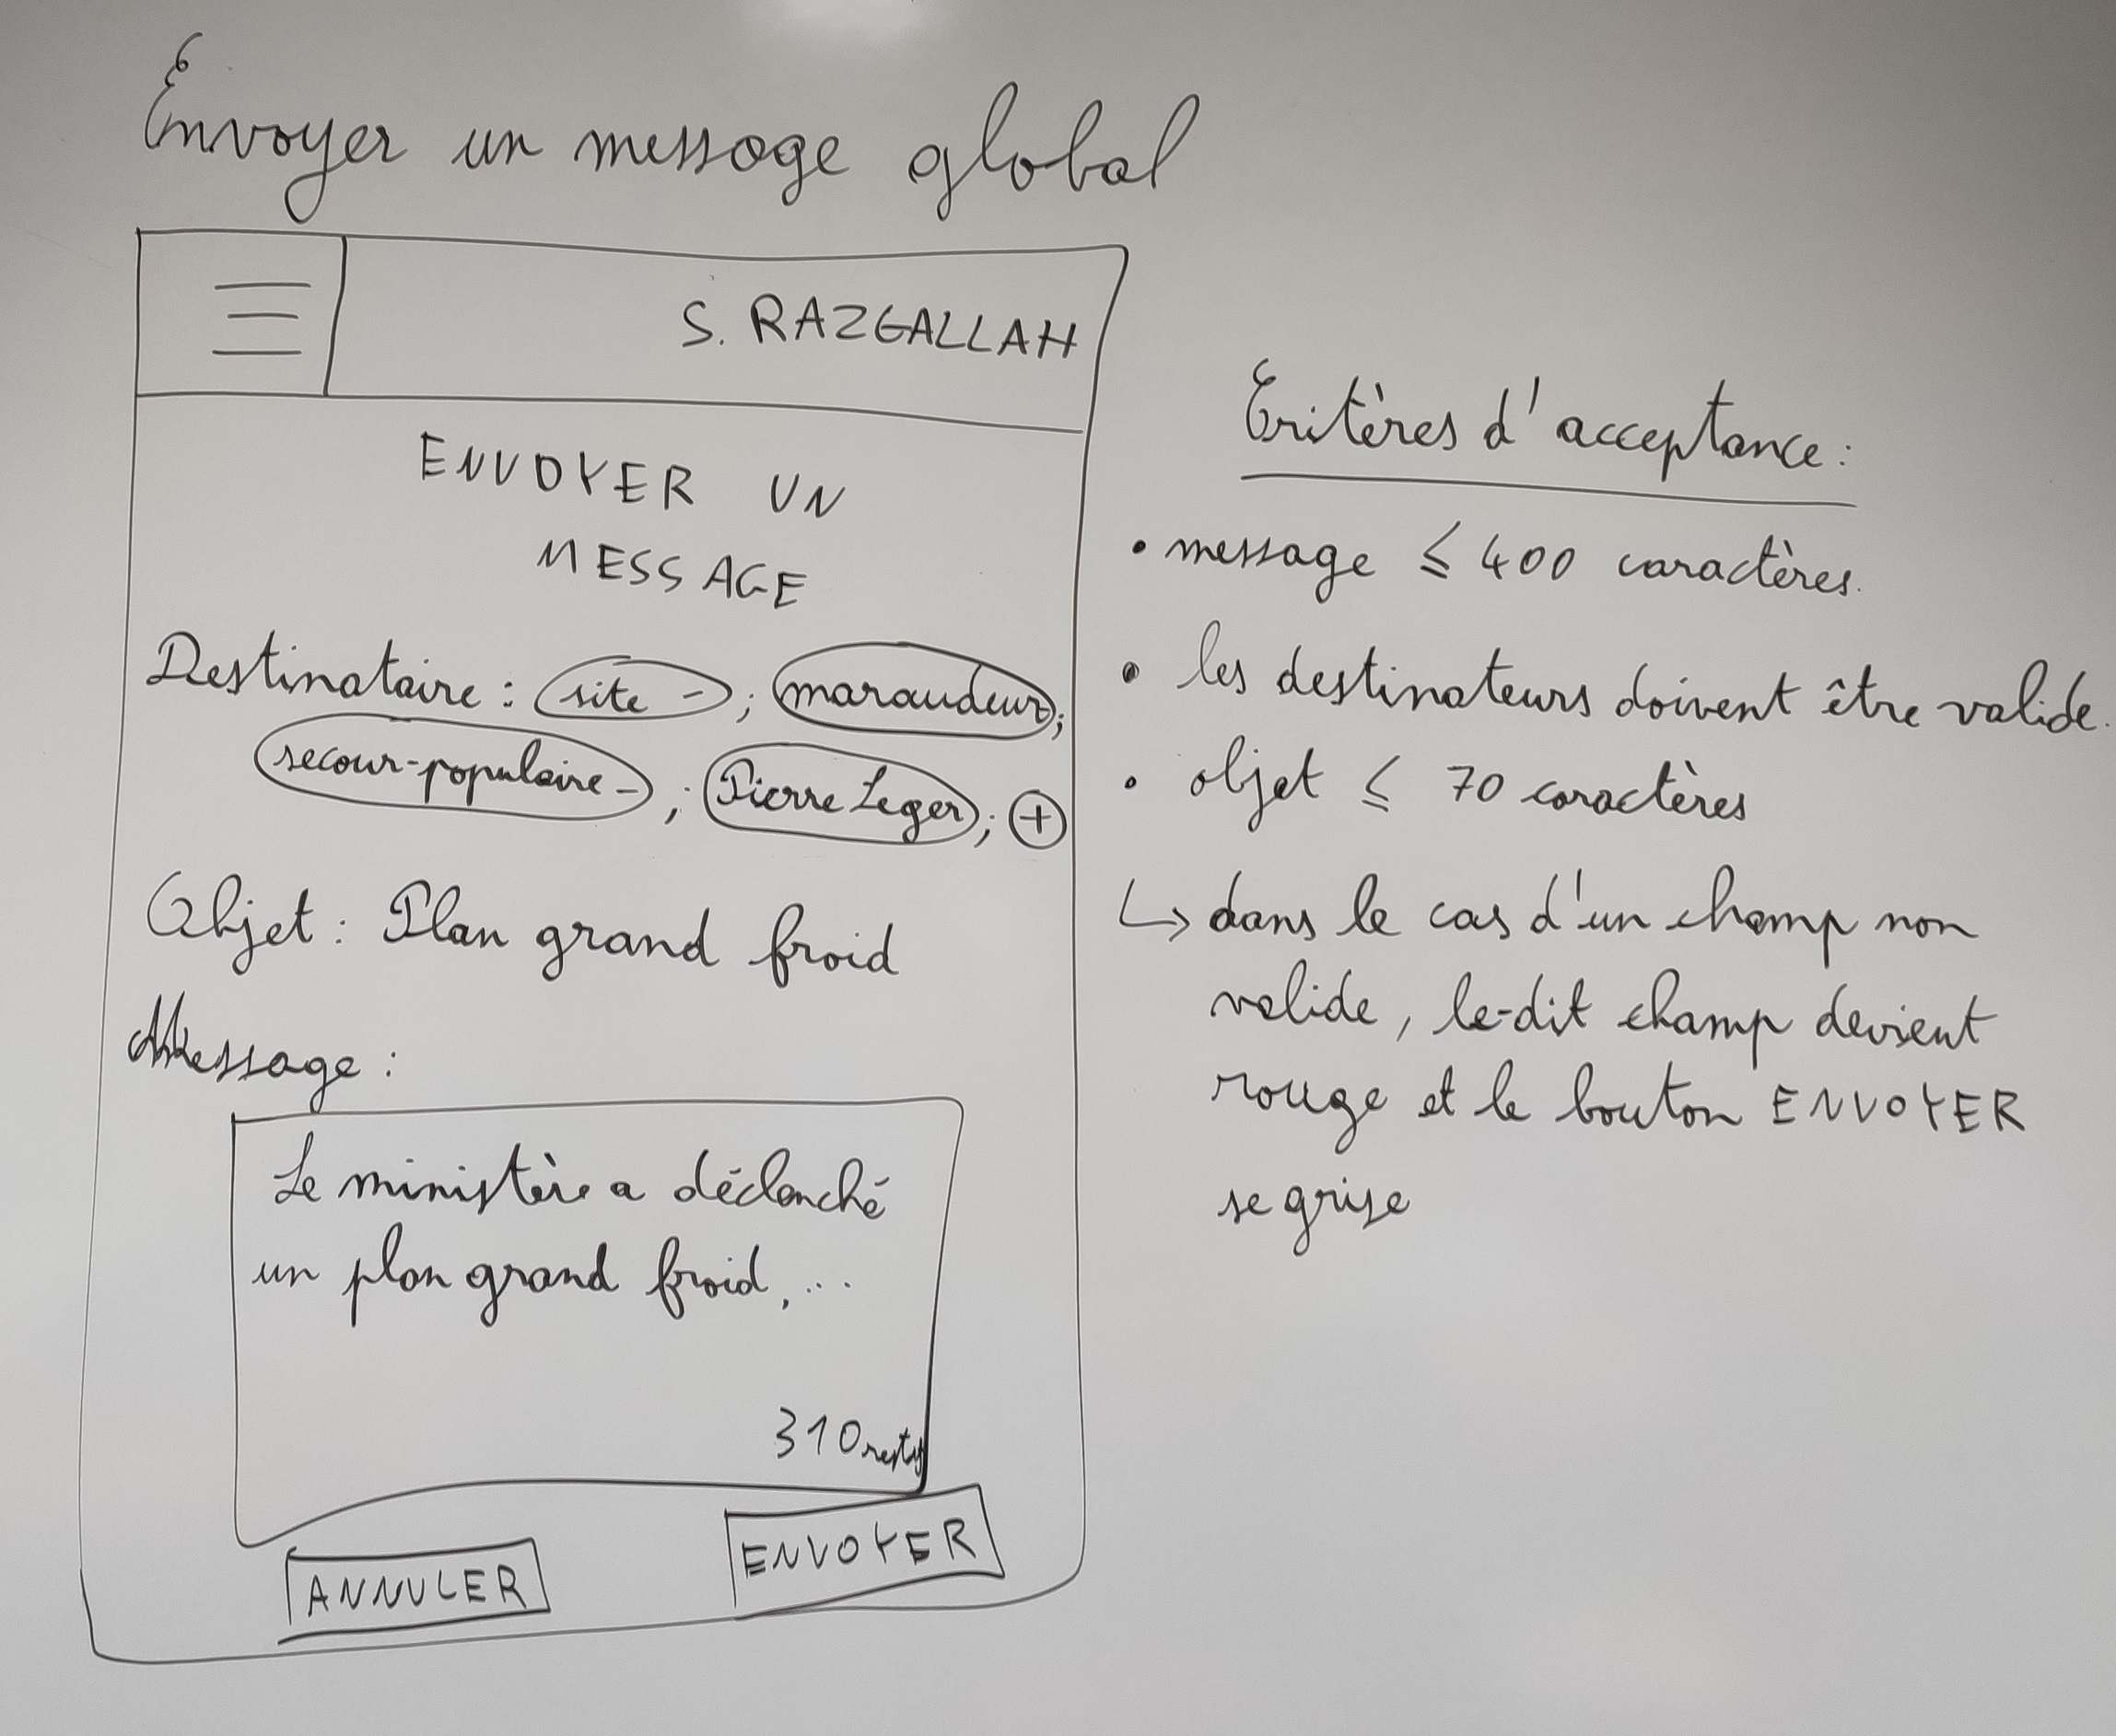 Envoyer un message global
S. RAZGALLAH
ENVOYER UN
MESSAGE
Destinataire : site - ; maraudeur ;
secour-populaire - ; Pierre Leger ; +
Objet : Plan grand froid
Message :
Le ministère a déclenché
un plan grand froid, ...
310
ANNULER
ENVOYER
Critères d'acceptance :
• message ≤ 400 caractères.
• les destinateurs doivent être valide.
• objet ≤ 70 caractères
↳ dans le cas d'un champ non
valide, le-dit champ devient
rouge et le bouton ENVOYER
se grise